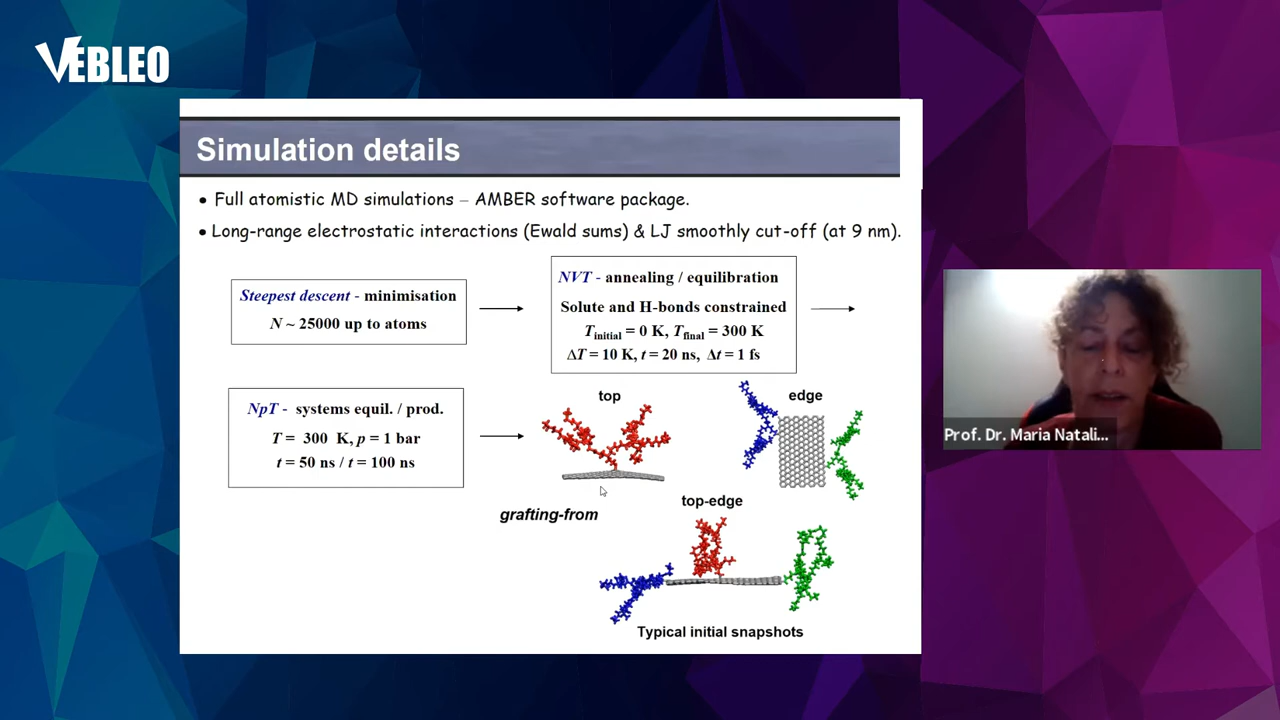 VEBLEO
Simulation details
• Full atomistic MD simulations – AMBER software package.
• Long-range electrostatic interactions (Ewald sums) & LJ smoothly cut-off (at 9 nm).
Steepest descent - minimisation
N ~ 25000 up to atoms
NVT - annealing / equilibration
Solute and H-bonds constrained
Tinitial = 0 K, Tfinal = 300 K
ΔT = 10 K, t = 20 ns, Δt = 1 fs
NpT - systems equil. / prod.
T = 300 K, p = 1 bar
t = 50 ns / t = 100 ns
top
edge
grafting-from
top-edge
Typical initial snapshots
Prof. Dr. Maria Natali...